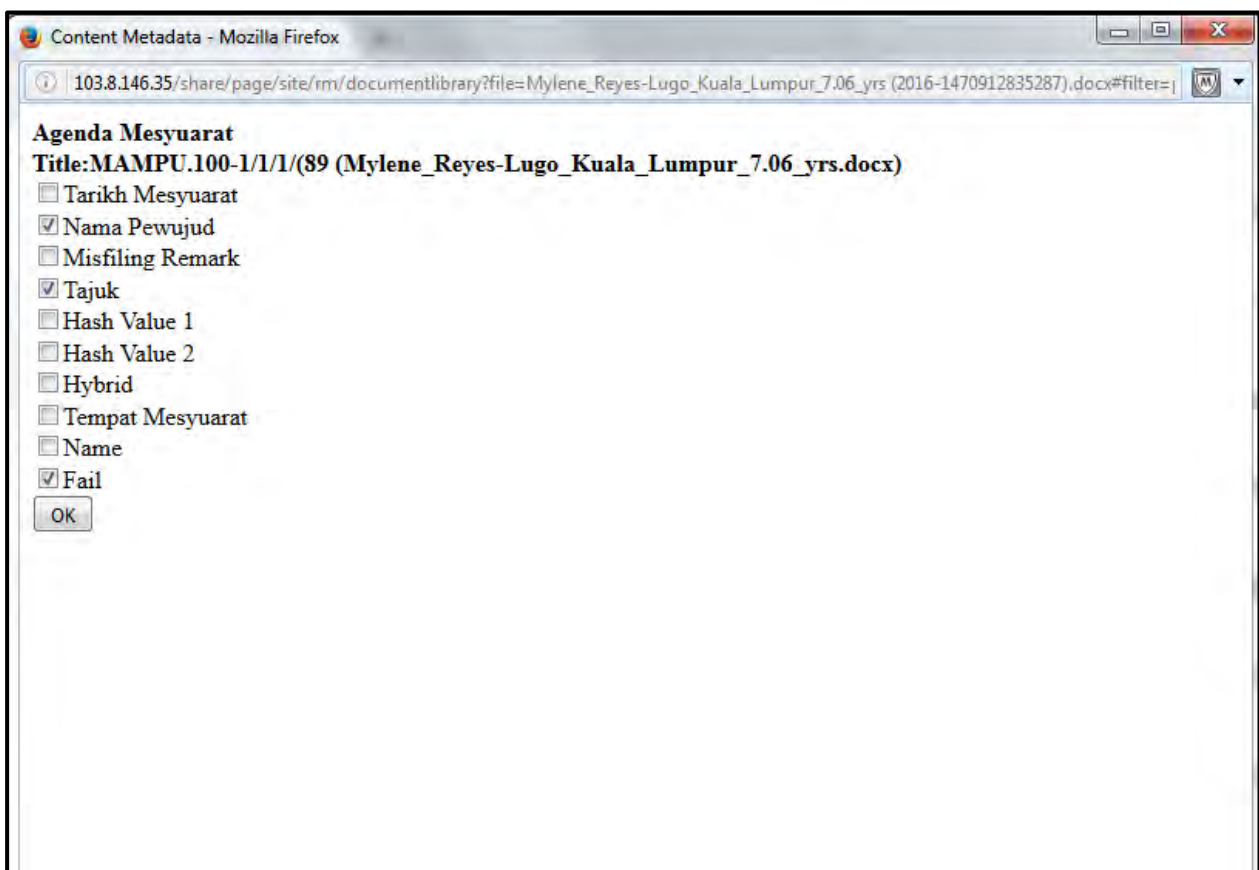 Content Metadata - Mozilla Firefox
103.8.146.35/share/page/site/rm/documentlibrary?file=Mylene_Reyes-Lugo_Kuala_Lumpur_7.06_yrs (2016-1470912835287).docx#filter=
Agenda Mesyuarat
Title:MAMPU.100-1/1/1/(89 (Mylene_Reyes-Lugo_Kuala_Lumpur_7.06_yrs.docx)
Tarikh Mesyuarat
Nama Pewujud
Misfiling Remark
Tajuk
Hash Value 1
Hash Value 2
Hybrid
Tempat Mesyuarat
Name
Fail
OK